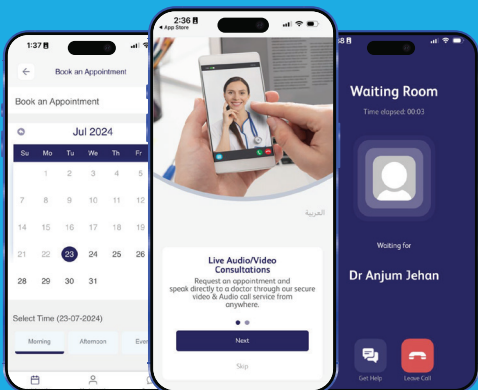 1:37
Book an Appointment
Book an Appointment
Jul 2024
Su Mo Tu We Th Fr
1 2 3 4 5
7 8 9 10 11 12
14 15 16 17 18 19
21 22 23 24 25 26
28 29 30 31
Select Time (23-07-2024)
Morning Afternoon
2:36
App Store
العربية
Live Audio/Video
Consultations
Request an appointment and
speak directly to a doctor through our secure
video & Audio call service from
anywhere.
Next
Skip
Waiting Room
Time elapsed: 00:03
Waiting for
Dr Anjum Jehan
Get Help Leave Call